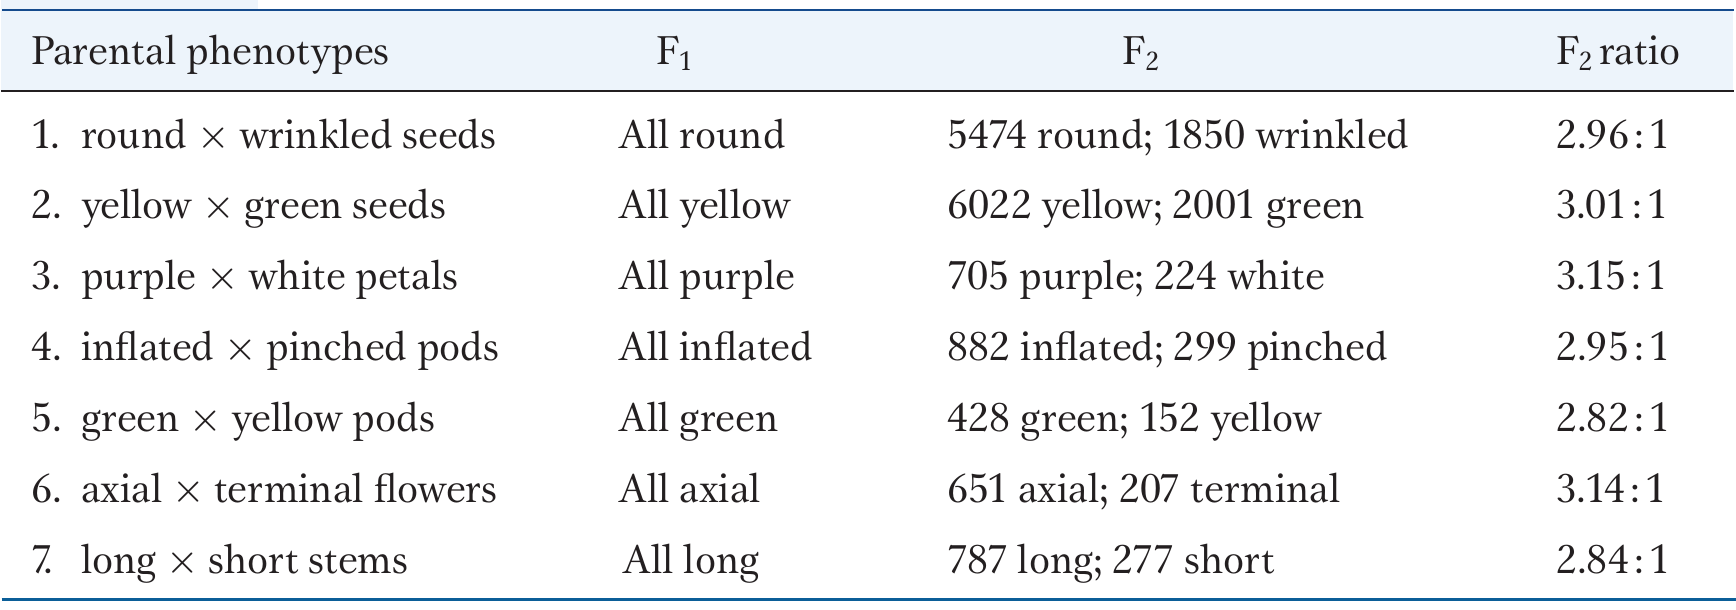 Parental phenotypes F₁ F₂ F₂ ratio
1. round × wrinkled seeds All round 5474 round; 1850 wrinkled 2.96:1
2. yellow × green seeds All yellow 6022 yellow; 2001 green 3.01:1
3. purple × white petals All purple 705 purple; 224 white 3.15:1
4. inflated × pinched pods All inflated 882 inflated; 299 pinched 2.95:1
5. green × yellow pods All green 428 green; 152 yellow 2.82:1
6. axial × terminal flowers All axial 651 axial; 207 terminal 3.14:1
7. long × short stems All long 787 long; 277 short 2.84:1